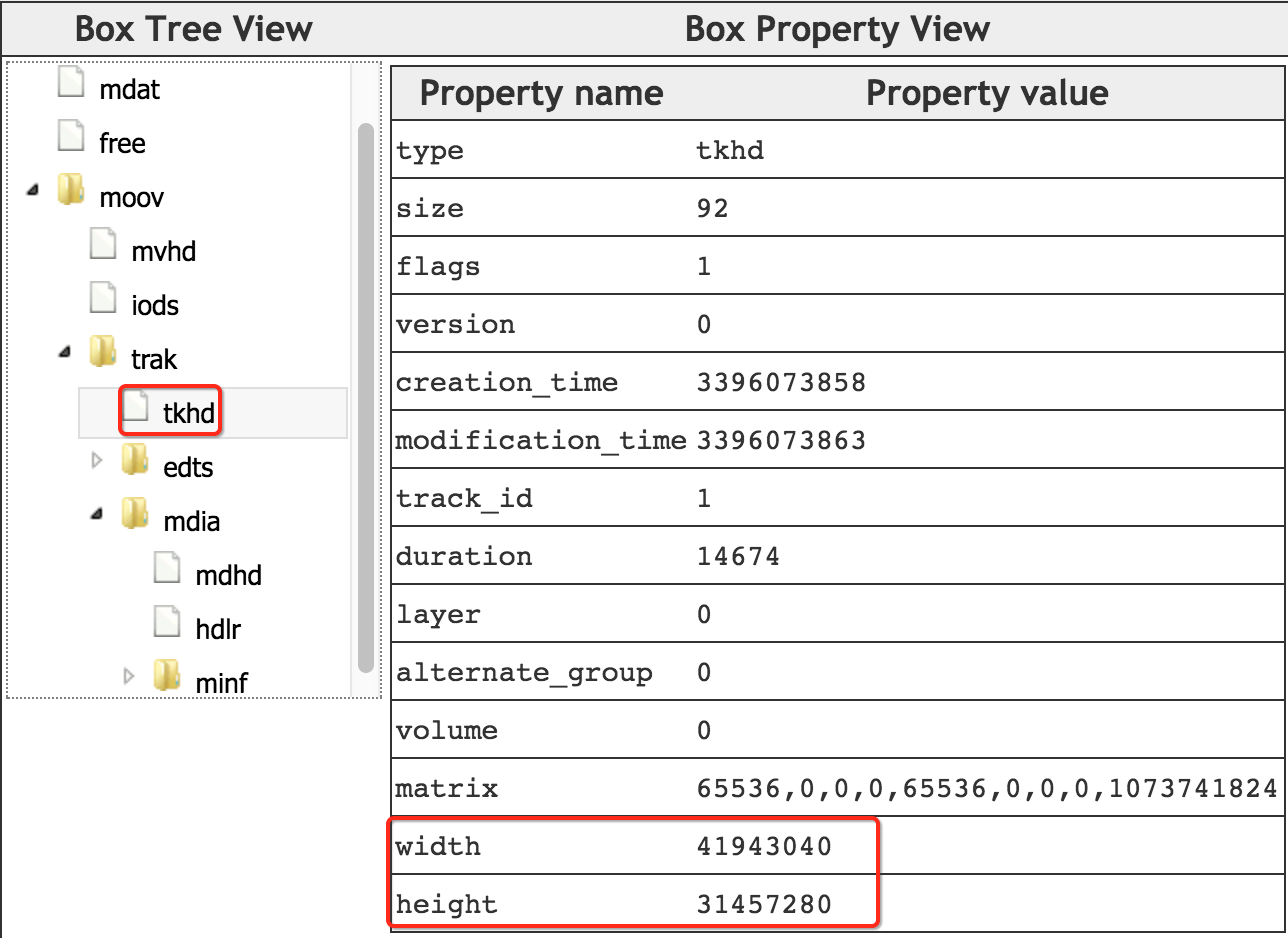 Box Tree View
Box Property View
mdat
free
moov
mvhd
iods
trak
tkhd
edts
mdia
mdhd
hdlr
minf
Property name Property value
type tkhd
size 92
flags 1
version 0
creation_time 3396073858
modification_time 3396073863
track_id 1
duration 14674
layer 0
alternate_group 0
volume 0
matrix 65536,0,0,0,65536,0,0,0,1073741824
width 41943040
height 31457280